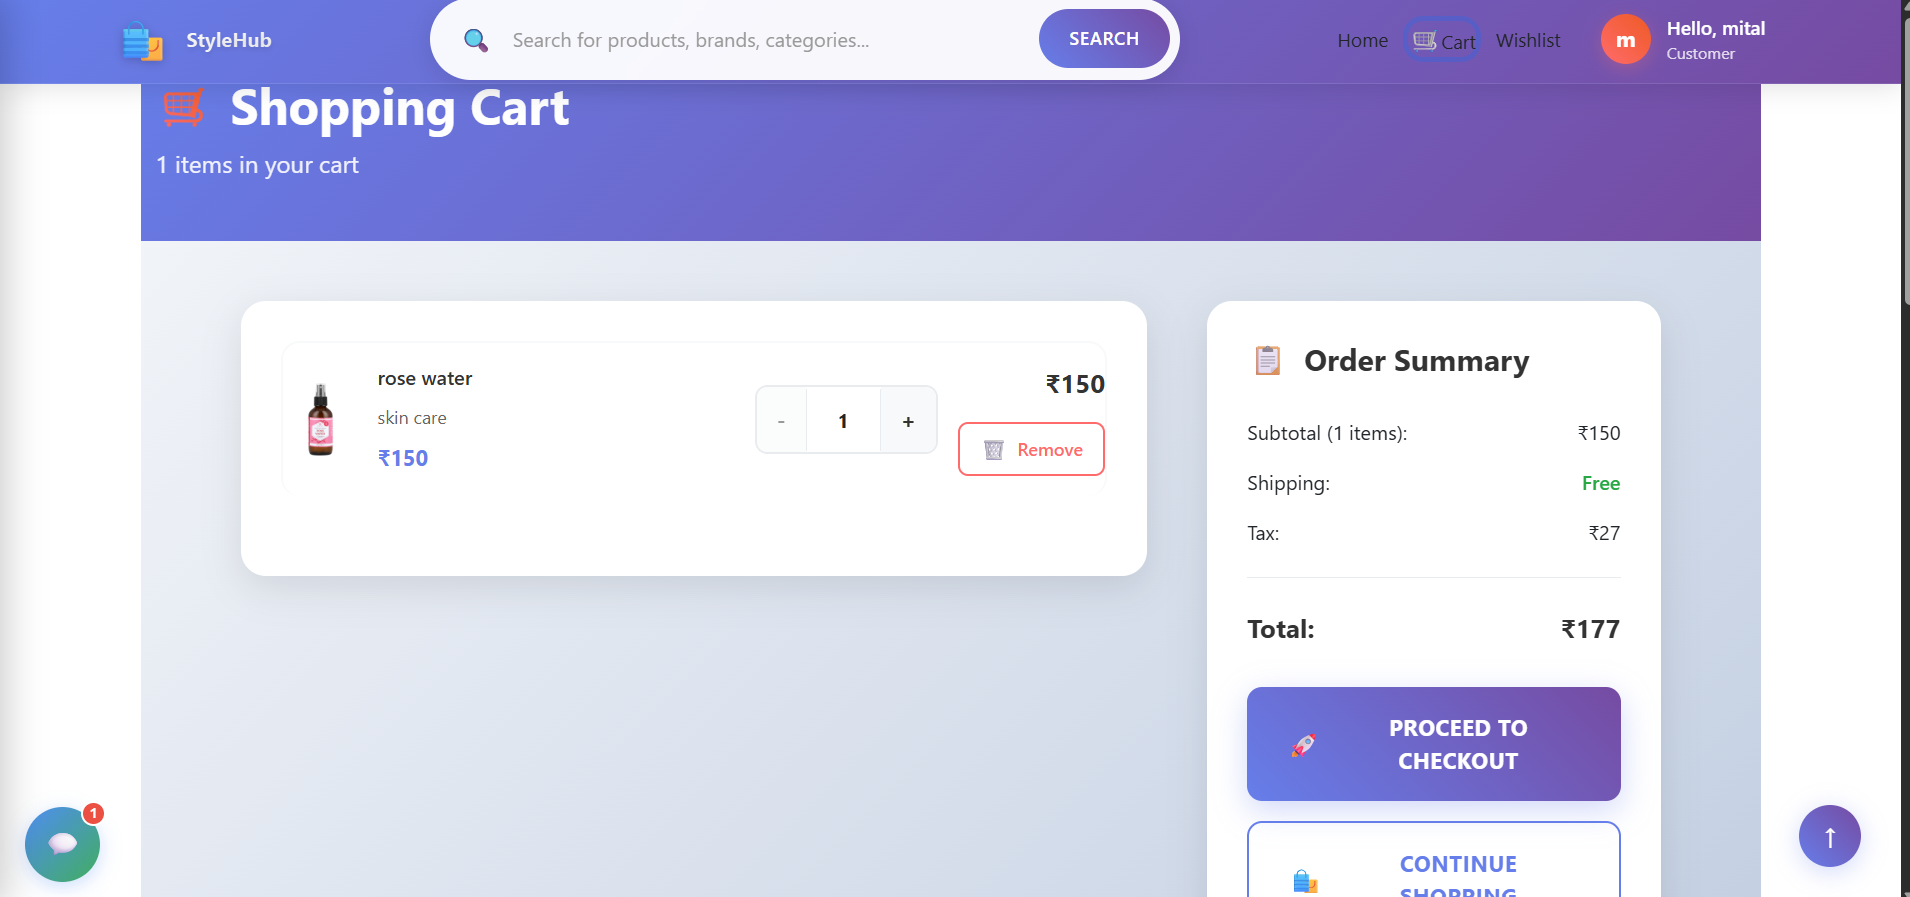 StyleHub
Search for products, brands, categories...
SEARCH
Home
Cart
Wishlist
m
Hello, mital
Customer
Shopping Cart
1 items in your cart
rose water
skin care
₹150
-
1
+
₹150
Remove
Order Summary
Subtotal (1 items):
₹150
Shipping:
Free
Tax:
₹27
Total:
₹177
PROCEED TO
CHECKOUT
CONTINUE
SHOPPING
1
↑